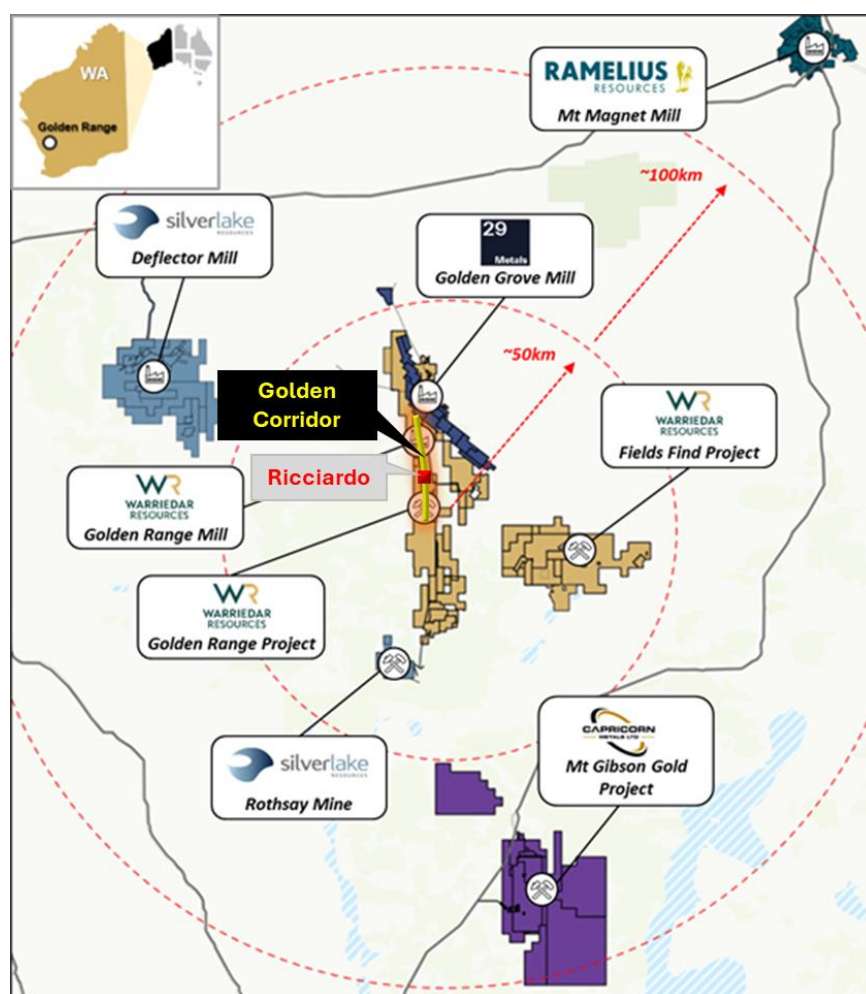 WA
Golden Range
RAMELIUS
RESOURCES
Mt Magnet Mill
~100km
silverlake
RESOURCES
Deflector Mill
29
Metals
Golden Grove Mill
~50km
Golden
Corridor
WR
WARRIEDAR
RESOURCES
Fields Find Project
Ricciardo
WR
WARRIEDAR
RESOURCES
Golden Range Mill
WR
WARRIEDAR
RESOURCES
Golden Range Project
CAPRICORN
METALS LTD
Mt Gibson Gold
Project
silverlake
RESOURCES
Rothsay Mine